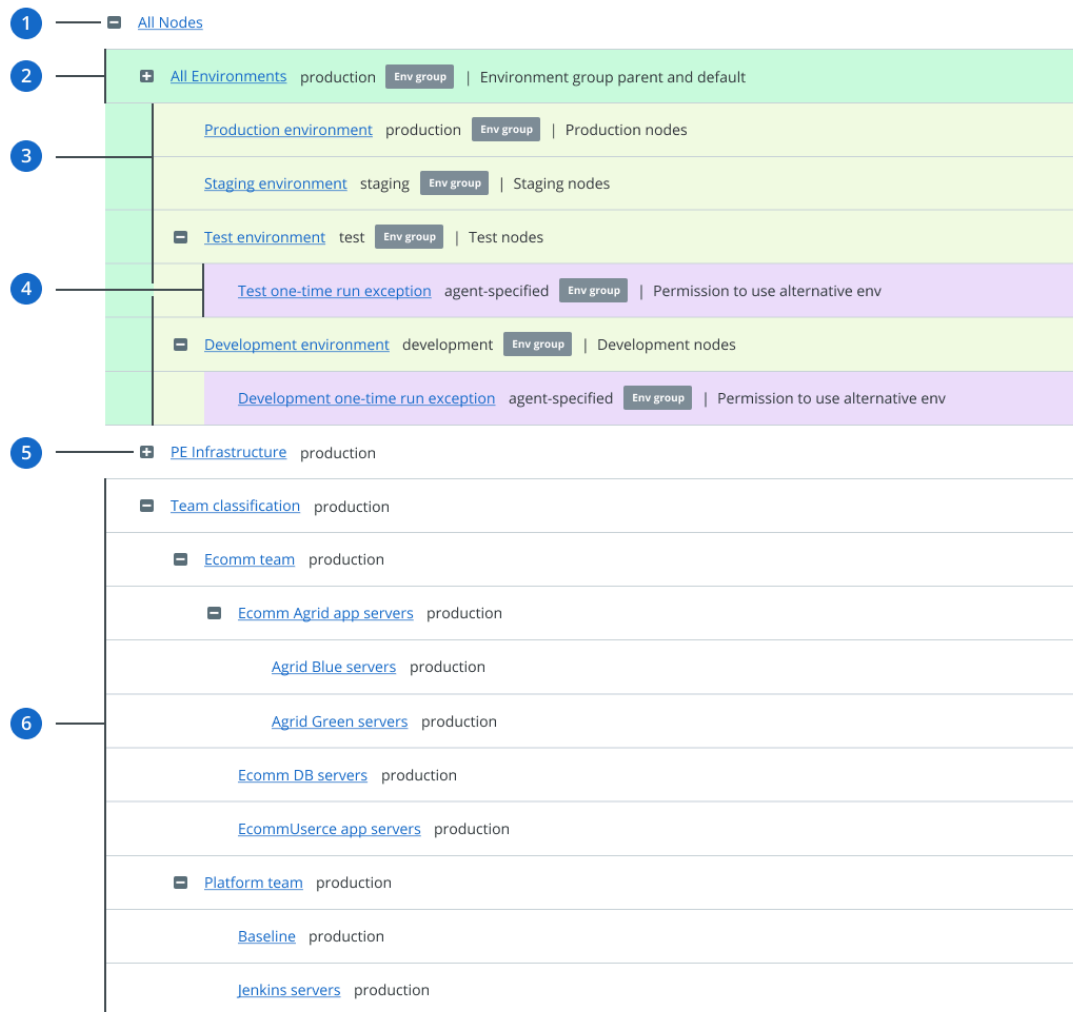 1 All Nodes
2 All Environments production Env group | Environment group parent and default
Production environment production Env group | Production nodes
3
Staging environment staging Env group | Staging nodes
Test environment test Env group | Test nodes
4 Test one-time run exception agent-specified Env group | Permission to use alternative env
Development environment development Env group | Development nodes
Development one-time run exception agent-specified Env group | Permission to use alternative env
5 PE Infrastructure production
Team classification production
Ecomm team production
Ecomm Agrid app servers production
Agrid Blue servers production
6 Agrid Green servers production
Ecomm DB servers production
EcommUserce app servers production
Platform team production
Baseline production
Jenkins servers production